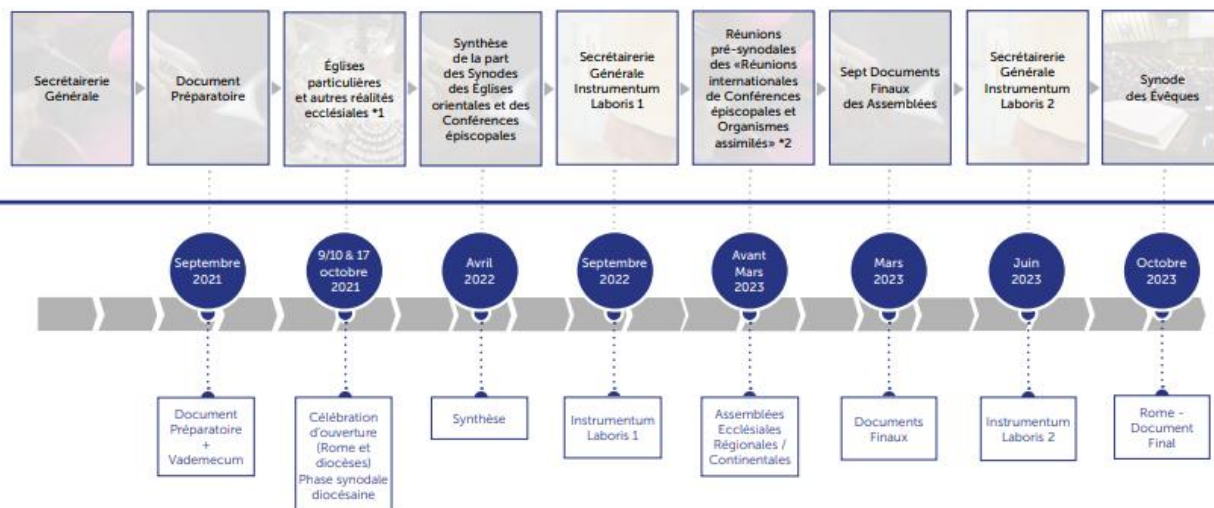 Secrétairerie
Générale
Document
Préparatoire
Églises
particulières
et autres réalités
ecclésiales *1
Synthèse
de la part
des Synodes
des Églises
orientales et des
Conférences
épiscopales
Secrétairerie
Générale
Instrumentum
Laboris 1
Réunions
pré-synodales
des «Réunions
internationales
de Conférences
épiscopales et
Organismes
assimilés» *2
Sept Documents
Finaux
des Assemblées
Secrétairerie
Générale
Instrumentum
Laboris 2
Synode
des Évêques
Septembre
2021
9/10 & 17
octobre
2021
Avril
2022
Septembre
2022
Avant
Mars
2023
Mars
2023
Juin
2023
Octobre
2023
Document
Préparatoire
+
Vademecum
Célébration
d'ouverture
(Rome et
diocèses)
Phase synodale
diocésaine
Synthèse
Instrumentum
Laboris 1
Assemblées
Ecclésiales
Régionales /
Continentales
Documents
Finaux
Instrumentum
Laboris 2
Rome -
Document
Final